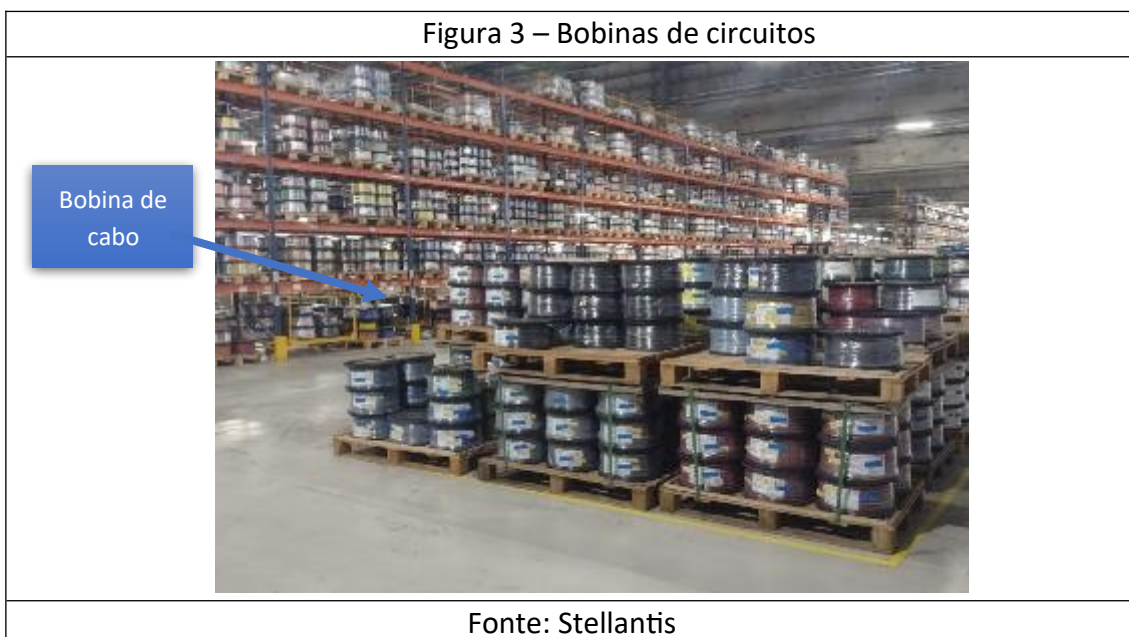 Figura 3 – Bobinas de circuitos
Bobina de
cabo
Fonte: Stellantis